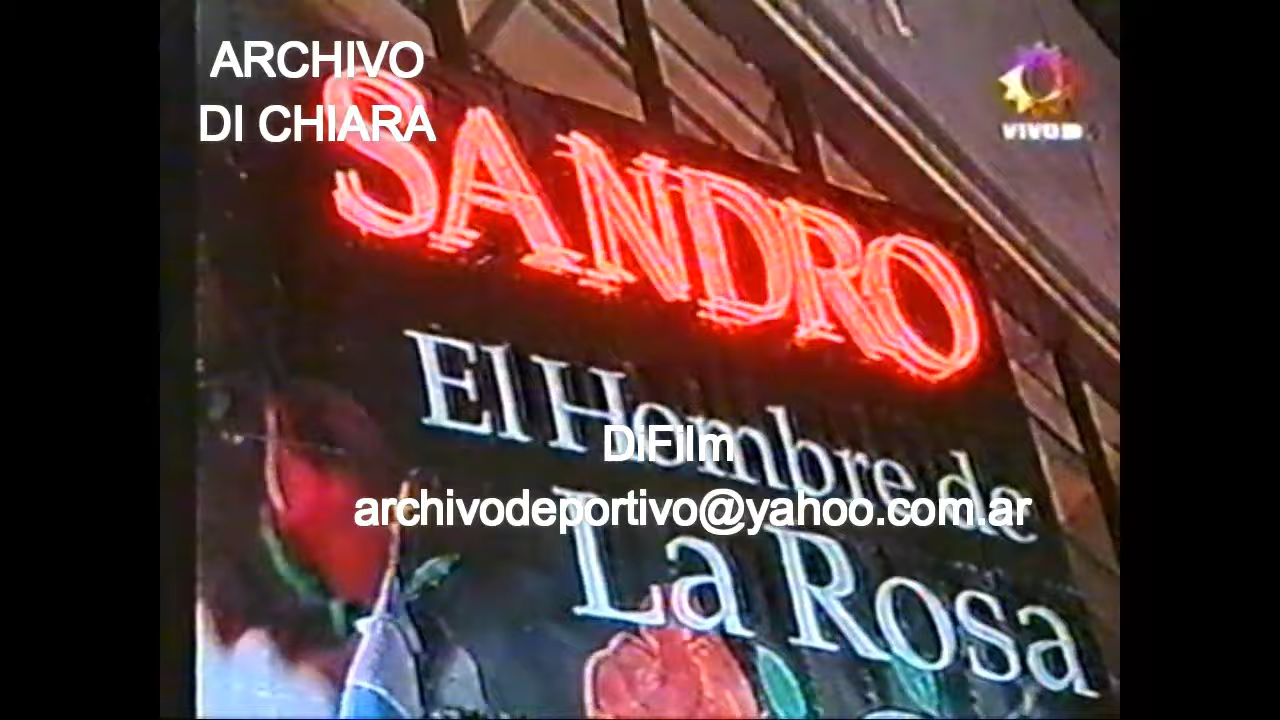 ARCHIVO
DI CHIARA
VIVO
SANDRO
El Hombre de
La Rosa
DiFilm
archivodeportivo@yahoo.com.ar